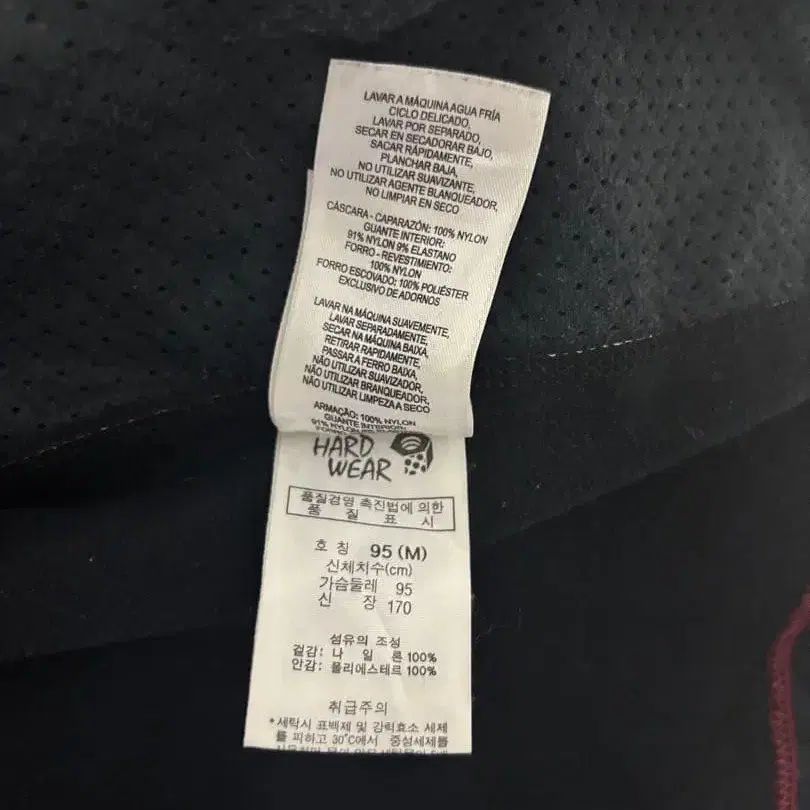 LAVAR A MÁQUINA AGUA FRÍA
CICLO DELICADO,
LAVAR POR SEPARADO,
SECAR EN SECADORAR BAJO,
SACAR RÁPIDAMENTE,
PLANCHAR BAJA,
NO UTILIZAR SUAVIZANTE,
NO UTILIZAR AGENTE BLANQUEADOR,
NO LIMPIAR EN SECO
CÁSCARA - CAPARAZÓN: 100% NYLON
GUANTE INTERIOR:
91% NYLON 9% ELASTANO
FORRO - REVESTIMIENTO:
100% NYLON
FORRO ESCOVADO: 100% POLIÉSTER
EXCLUSIVO DE ADORNOS
LAVAR NA MÁQUINA SUAVEMENTE,
LAVAR SEPARADAMENTE,
SECAR NA MÁQUINA BAIXA,
RETIRAR RAPIDAMENTE,
PASSAR A FERRO BAIXA,
NÃO UTILIZAR SUAVIZADOR,
NÃO UTILIZAR BRANQUEADOR,
NÃO UTILIZAR LIMPEZA A SECO
ARMAÇÃO: 100% NYLON
GUANTE INTERIOR:
HARD
WEAR
품질경영 촉진법에 의한
품 질 표 시
호 칭 95 (M)
신체치수(cm)
가슴둘레 95
신 장 170
섬유의 조성
겉감: 나 일 론 100%
안감: 폴리에스테르 100%
취급주의
*세탁시 표백제 및 강력효소 세제
를 피하고 30℃에서 중성세제를